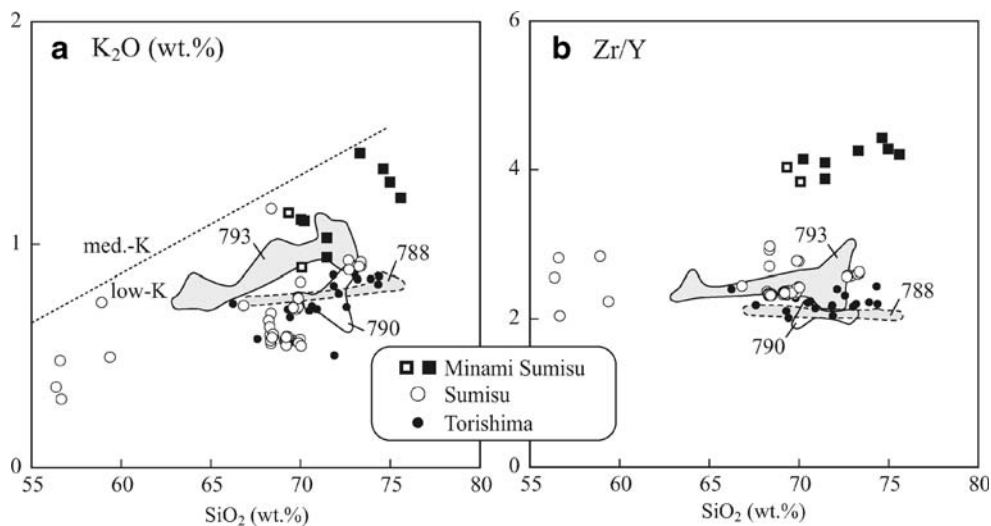 a K₂O (wt.%)
2
1
0
med.-K
low-K
793
788
790
55 60 65 70 75 80
SiO₂ (wt.%)
b Zr/Y
6
4
2
0
793
788
790
55 60 65 70 75 80
SiO₂ (wt.%)
Minami Sumisu
Sumisu
Torishima